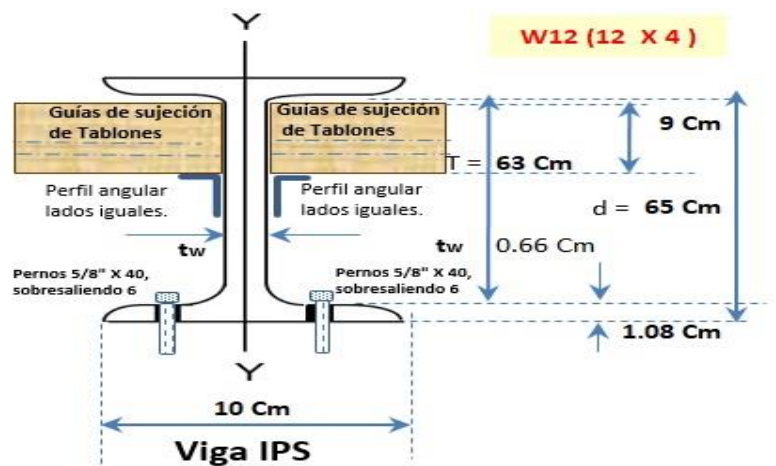 Y
W12 (12 X 4 )
Guías de sujeción
de Tablones
Guias de sujeción
de Tablones
9 Cm
T = 63 Cm
Perfil angular
lados iguales.
Perfil angular
lados iguales.
d = 65 Cm
tw
tw 0.66 Cm
Pernos 5/8" X 40,
sobresaliendo 6
Pernos 5/8" X 40,
sobresaliendo 6
1.08 Cm
Y
10 Cm
Viga IPS